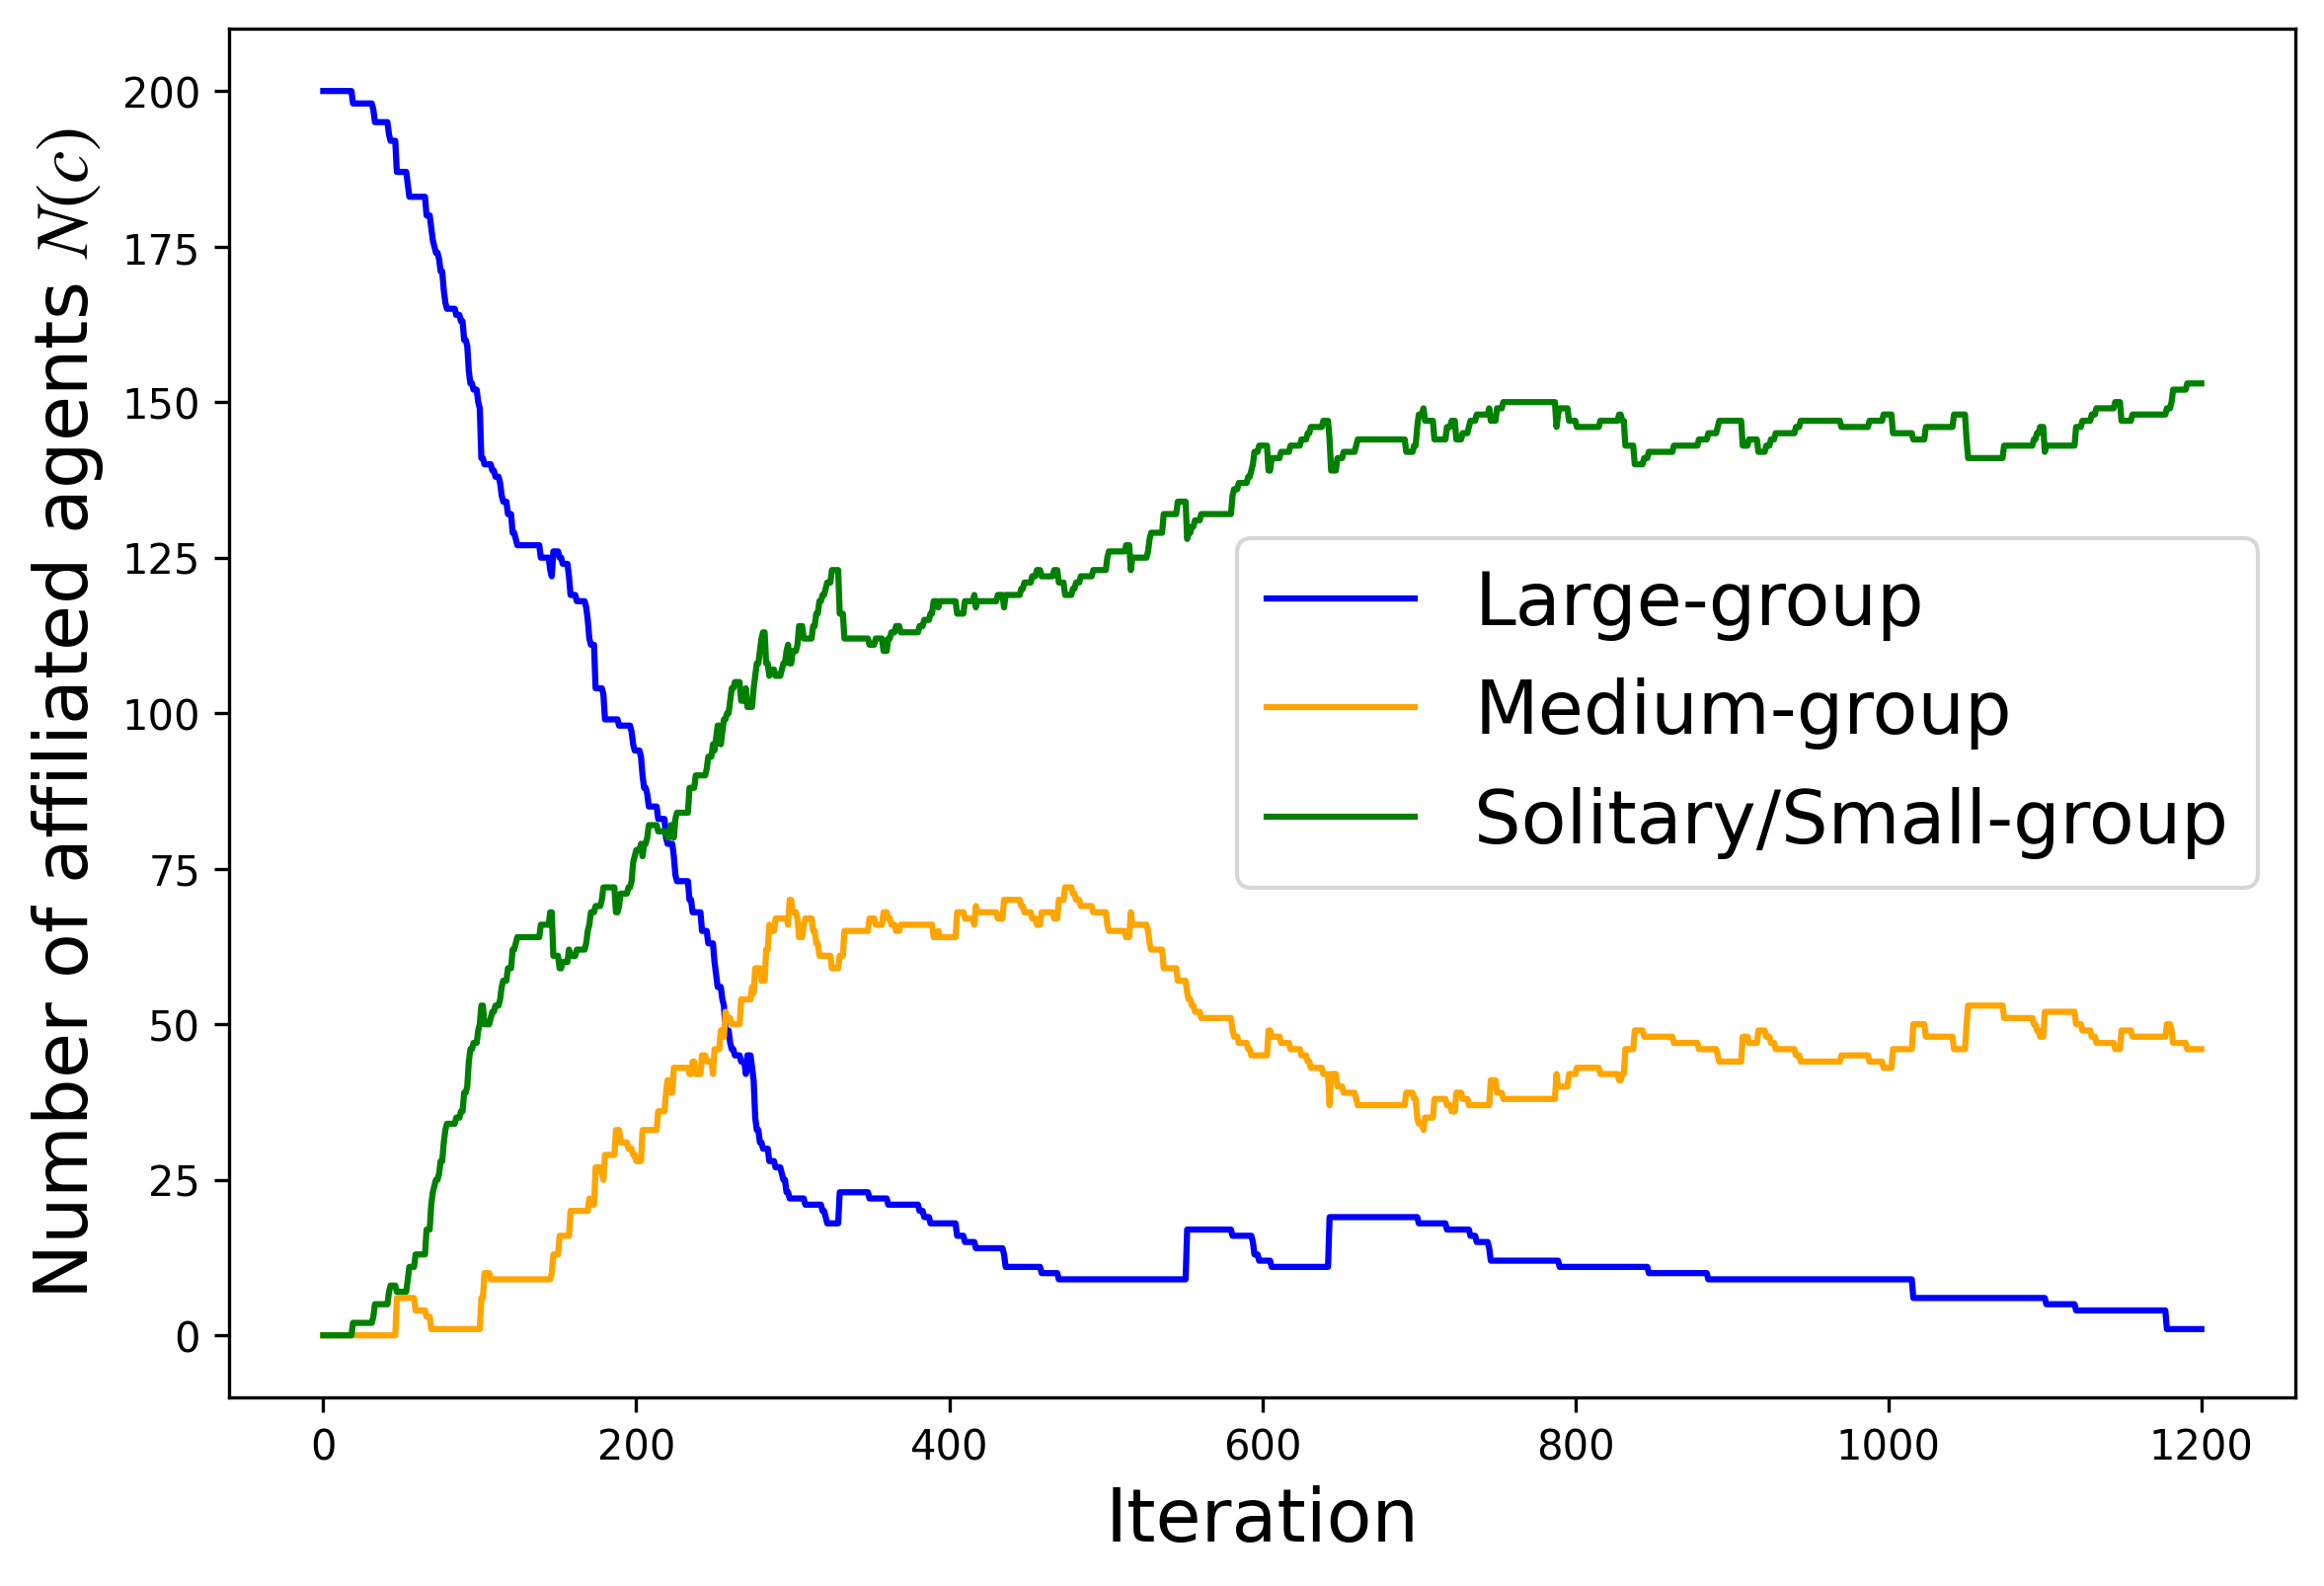 Number of affiliated agents N(c)
200
175
150
125
100
75
50
25
0
Large-group
Medium-group
Solitary/Small-group
0 200 400 600 800 1000 1200
Iteration